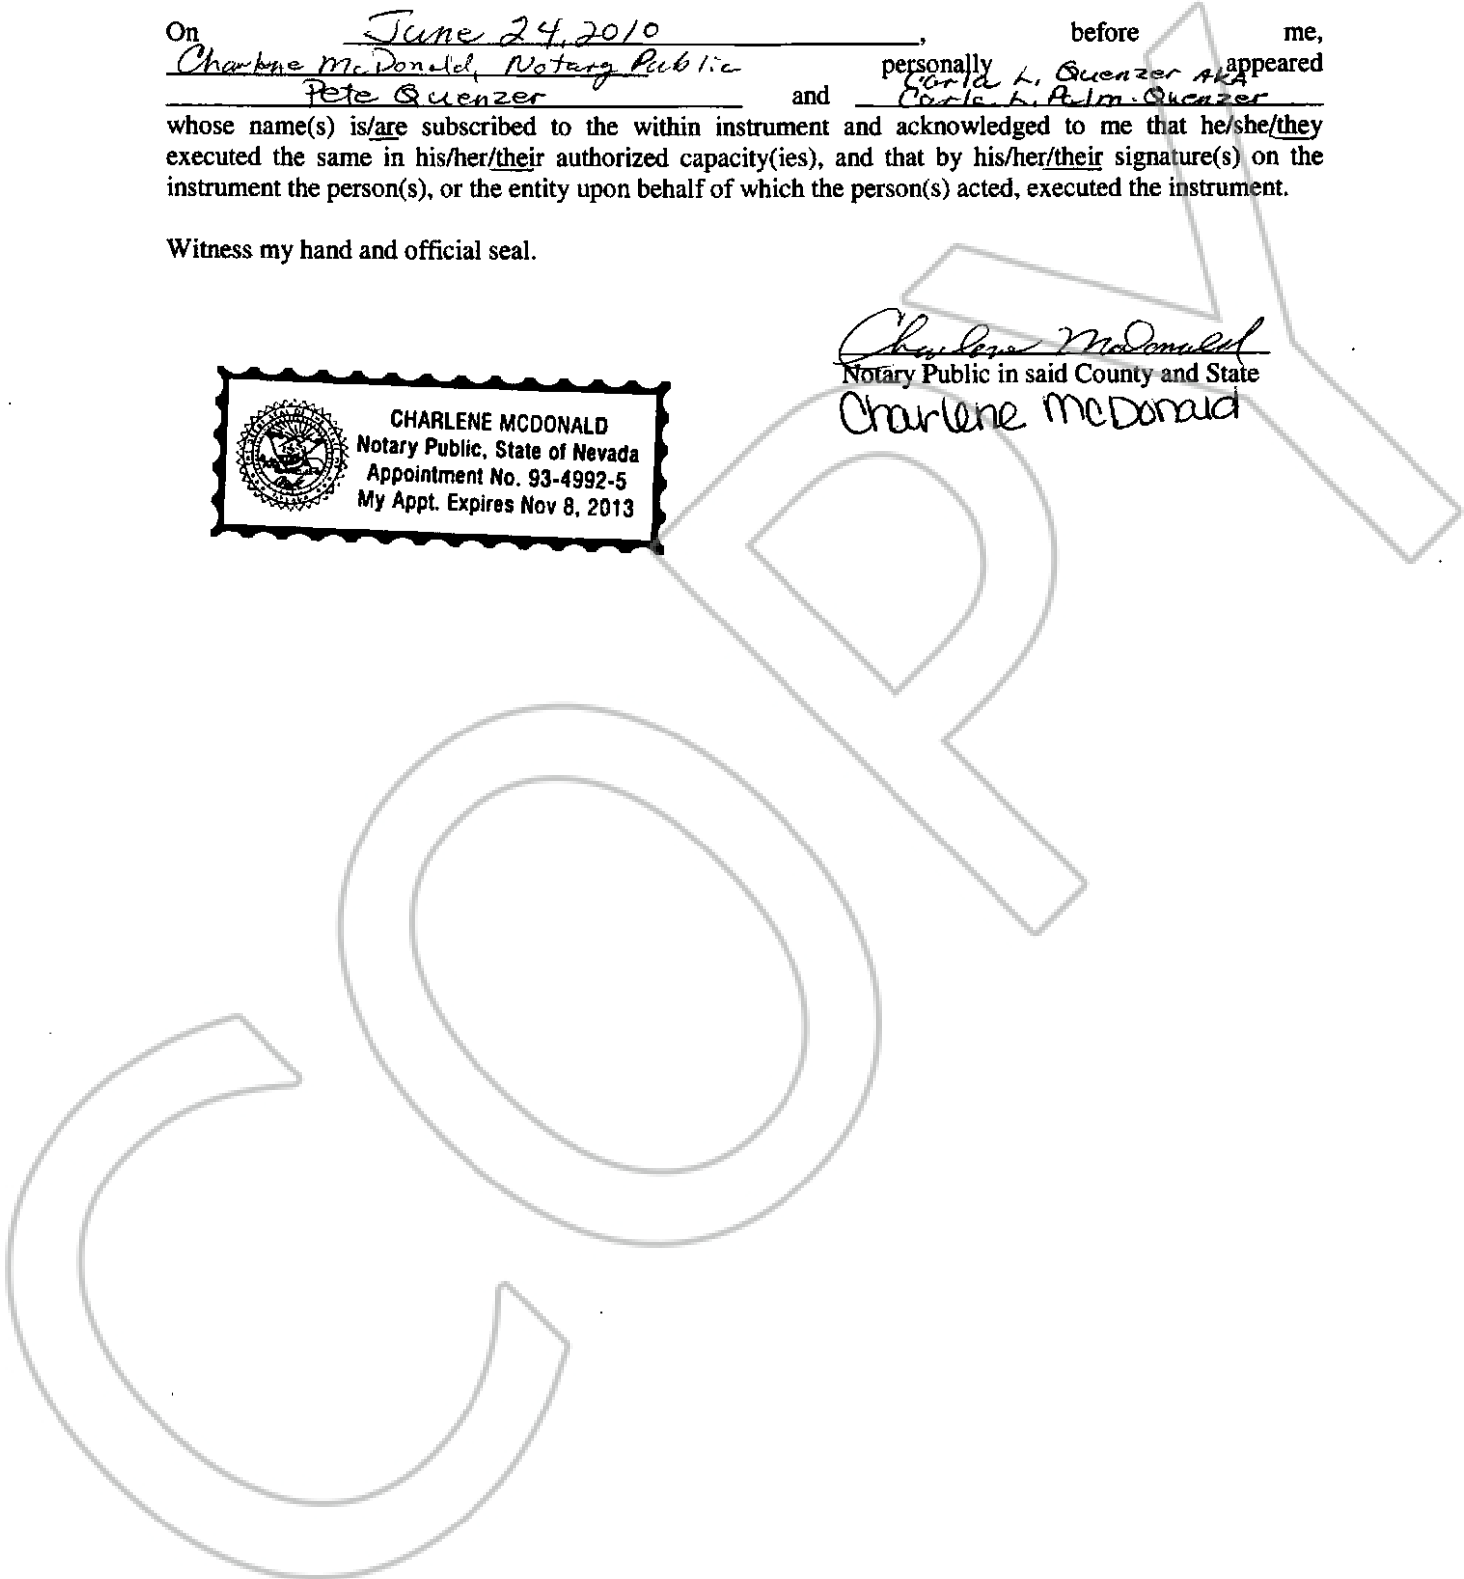 On June 24, 2010, before me,
Charlene McDonald, Notary Public personally appeared
Carla L. Quenzer AKA
Pete Quenzer and Carla L. Palm-Quenzer
whose name(s) is/are subscribed to the within instrument and acknowledged to me that he/she/they
executed the same in his/her/their authorized capacity(ies), and that by his/her/their signature(s) on the
instrument the person(s), or the entity upon behalf of which the person(s) acted, executed the instrument.
Witness my hand and official seal.
Charlene McDonald
Notary Public in said County and State
Charlene McDonald
CHARLENE MCDONALD
Notary Public, State of Nevada
Appointment No. 93-4992-5
My Appt. Expires Nov 8, 2013
COPY